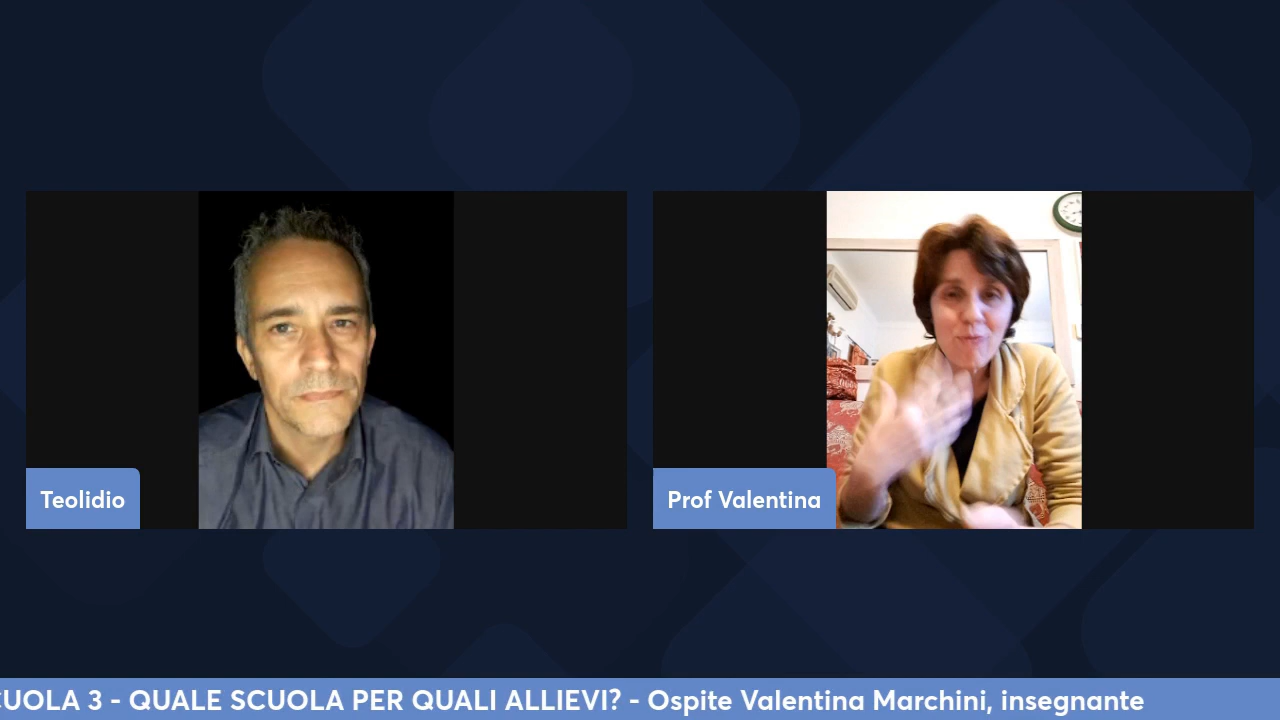 Teolidio
Prof Valentina
CUOLA 3 - QUALE SCUOLA PER QUALI ALLIEVI? - Ospite Valentina Marchini, insegnante